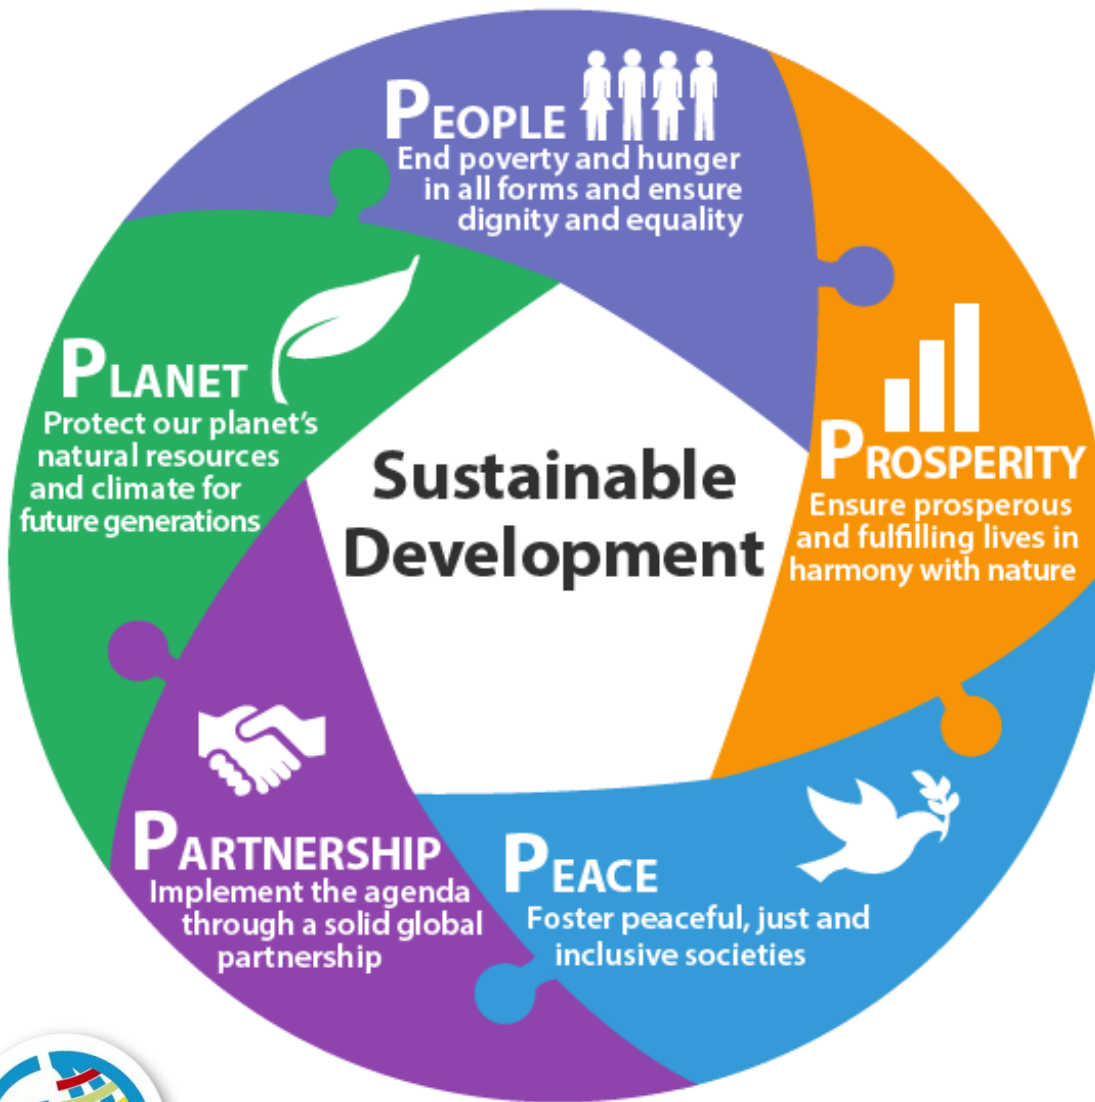 PEOPLE
End poverty and hunger
in all forms and ensure
dignity and equality
PROSPERITY
Ensure prosperous
and fulfilling lives in
harmony with nature
PEACE
Foster peaceful, just and
inclusive societies
PARTNERSHIP
Implement the agenda
through a solid global
partnership
PLANET
Protect our planet's
natural resources
and climate for
future generations
Sustainable
Development